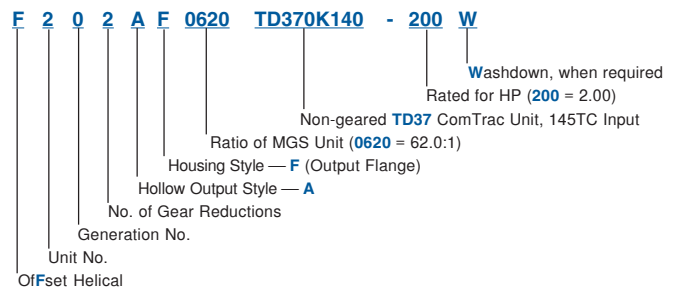 F 2 0 2 A F 0620 TD370K140 - 200 W
Washdown, when required
Rated for HP (200 = 2.00)
Non-geared TD37 ComTrac Unit, 145TC Input
Ratio of MGS Unit (0620 = 62.0:1)
Housing Style — F (Output Flange)
Hollow Output Style — A
No. of Gear Reductions
Generation No.
Unit No.
OfFset Helical